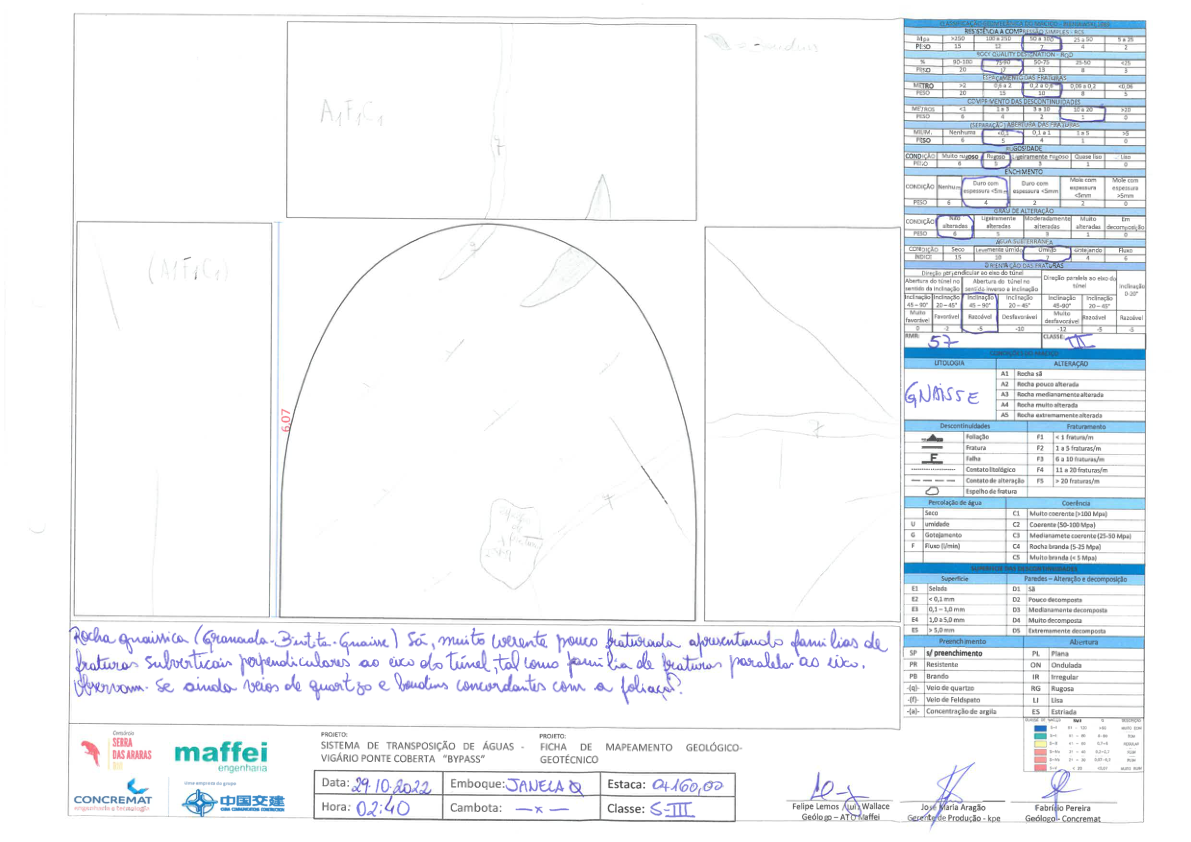 A1F1C1
= boudins
(A1F1C1)
6,07
CLASSIFICAÇÃO GEOMECÂNICA DO MACIÇO - Bieniawski, 1989
RESISTÊNCIA A COMPRESSÃO SIMPLES - RCS
Mpa >250 100 a 250 50 a 100 25 a 50 5 a 25
PESO 15 12 7 4 2
ROCK QUALITY DESIGNATION - RQD
% 90-100 75-90 50-75 25-50 <25
PESO 20 17 13 8 3
ESPAÇAMENTO DAS FRATURAS
METRO >2 0,6 a 2 0,2 a 0,6 0,06 a 0,2 <0,06
PESO 20 15 10 8 5
COMPRIMENTO DAS DESCONTINUIDADES
METROS <1 1 a 3 3 a 10 10 a 20 >20
PESO 6 4 2 1 0
(SEPARAÇÃO) ABERTURA DAS FRATURAS
MILIM. Nenhuma <0,1 0,1 a 1 1 a 5 >5
PESO 6 5 4 1 0
RUGOSIDADE
CONDIÇÃO Muito rugoso Rugoso Ligeiramente rugoso Quase liso Liso
PESO 6 5 3 1 0
ENCHIMENTO
CONDIÇÃO Nenhum Duro com espessura <5mm Duro com espessura <5mm Mole com espessura <5mm Mole com espessura >5mm
PESO 6 4 2 2 0
GRAU DE ALTERAÇÃO
CONDIÇÃO Não alteradas Ligeiramente alteradas Moderadamente alteradas Muito alteradas Em decomposição
PESO 6 5 3 1 0
ÁGUA SUBTERRÂNEA
CONDIÇÃO Seco Levemente úmido Úmido Gotejando Fluxo
ÍNDICE 15 10 7 4 6
ORIENTAÇÃO DAS FRATURAS
Direção perpendicular ao eixo do túnel
Direção paralela ao eixo do túnel
Inclinação 0-20°
Abertura do túnel no sentido da inclinação
Abertura do túnel no sentido inverso a inclinação
Inclinação 45 – 90° Inclinação 20 – 45° Inclinação 45 – 90° Inclinação 20 – 45° Inclinação 45-90° Inclinação 20 – 45°
Muito favorável Favorável Razoável Desfavorável Muito desfavorável Razoável Razoável
0 -2 -5 -10 -12 -5 -5
RMR: 57 CLASSE: III
CONDIÇÕES DO MACIÇO
LITOLOGIA ALTERAÇÃO
GNAISSE
A1 Rocha sã
A2 Rocha pouco alterada
A3 Rocha medianamente alterada
A4 Rocha muito alterada
A5 Rocha extremamente alterada
Descontinuidades Fraturamento
Foliação F1 < 1 fratura/m
Fratura F2 1 a 5 fraturas/m
F Falha F3 6 a 10 fraturas/m
Contato litológico F4 11 a 20 fraturas/m
Contato de alteração F5 > 20 fraturas/m
Espelho de fratura
Percolação de água Coerência
Seco C1 Muito coerente (>100 Mpa)
U umidade C2 Coerente (50-100 Mpa)
G Gotejamento C3 Medianamete coerente (25-50 Mpa)
F Fluxo (l/min) C4 Rocha branda (5-25 Mpa)
C5 Muito branda (< 5 Mpa)
SUPERFÍCIE DAS DESCONTINUIDADES
Superfície Paredes – Alteração e decomposição
E1 Selada D1 Sã
E2 < 0,1 mm D2 Pouco decomposta
E3 0,1 – 1,0 mm D3 Medianamente decomposta
E4 1,0 a 5,0 mm D4 Muito decomposta
E5 > 5,0 mm D5 Extremamente decomposta
Preenchimento Abertura
SP s/ preenchimento PL Plana
PR Resistente ON Ondulada
PB Brando IR Irregular
-(q)- Veio de quartzo RG Rugosa
-(f)- Veio de Feldspato LI Lisa
-(a)- Concentração de argila ES Estriada
Rocha gnáissica (Granada-Biotita-Gnaisse) Sã, muito coerente pouco fraturada apresentando famílias de
fraturas subverticais perpendiculares ao eixo do túnel, tal como família de fraturas paralela ao eixo.
Observam-se ainda veios de quartzo e boudins concordantes com a foliação.
Consórcio
SERRA
DAS ARARAS
maffei
engenharia
CONCREMAT
engenharia e tecnologia
uma empresa do grupo
中国交建
PROJETO:
SISTEMA DE TRANSPOSIÇÃO DE ÁGUAS -
VIGÁRIO PONTE COBERTA "BYPASS"
PROJETO:
FICHA DE MAPEAMENTO GEOLÓGICO-
GEOTÉCNICO
Data: 29.10.2022 Emboque: JANELA Estaca: 04160,00
Hora: 02:40 Cambota: —x— Classe: S-III
Felipe Lemos /Luis Wallace
Geólogo – ATO Maffei
José Maria Aragão
Gerente de Produção - kpe
Fabrício Pereira
Geólogo - Concremat